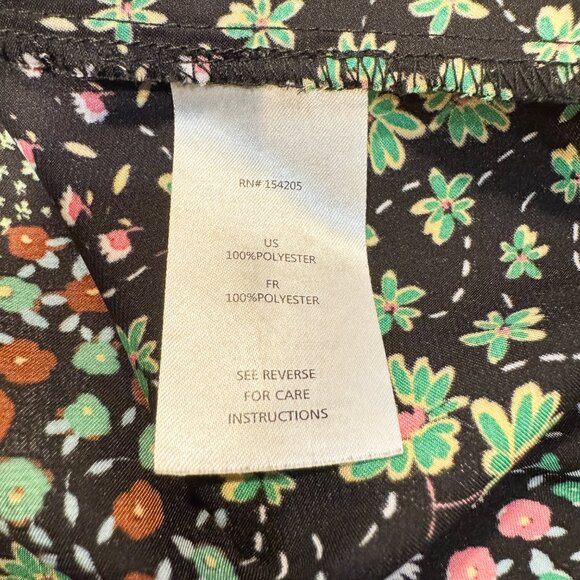 RN# 154205
US
100%POLYESTER
FR
100%POLYESTER
SEE REVERSE
FOR CARE
INSTRUCTIONS